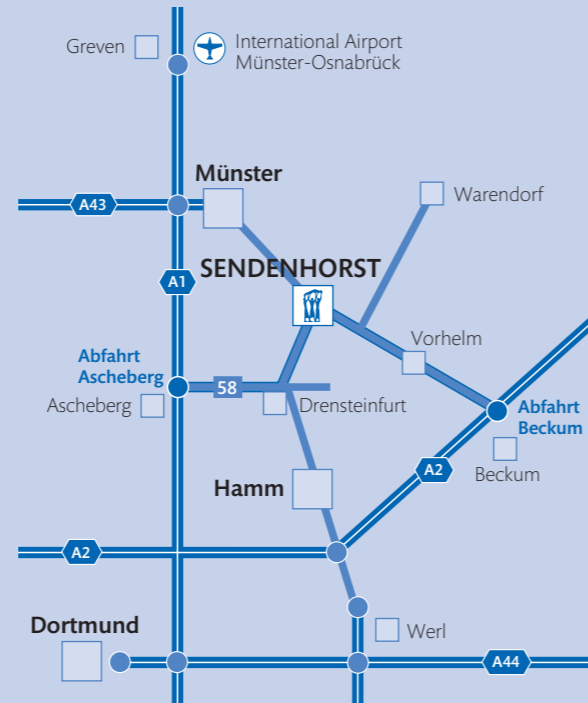 Greven
International Airport
Münster-Osnabrück
Münster
A43
Warendorf
SENDENHORST
A1
Vorhelm
Abfahrt
Ascheberg
58
Ascheberg
Drensteinfurt
Abfahrt
Beckum
A2
Beckum
Hamm
A2
Dortmund
Werl
A44